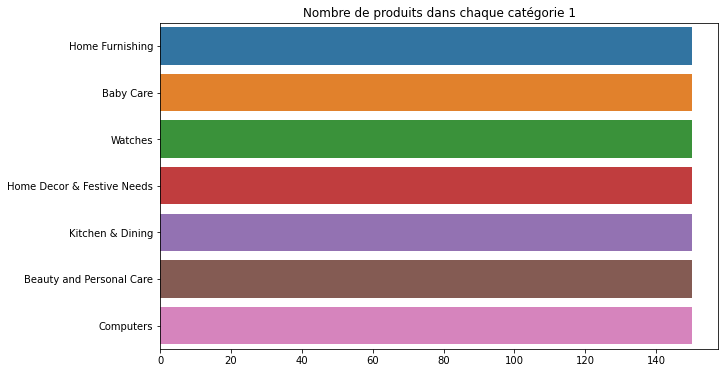 Nombre de produits dans chaque catégorie 1
Home Furnishing
Baby Care
Watches
Home Decor & Festive Needs
Kitchen & Dining
Beauty and Personal Care
Computers
0 20 40 60 80 100 120 140